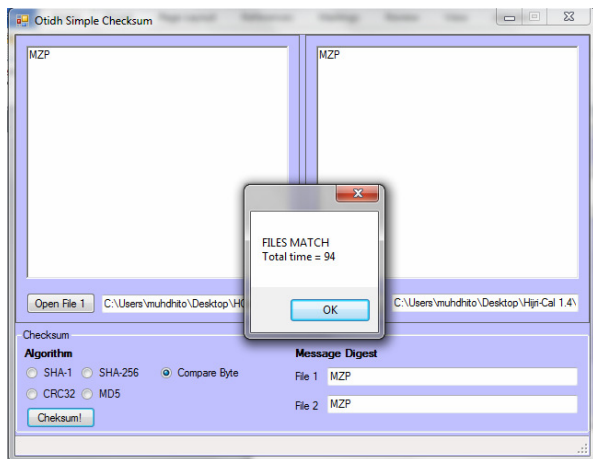 Otidh Simple Checksum
MZP
MZP
FILES MATCH
Total time = 94
OK
Open File 1
C:\Users\muhdhito\Desktop\H
C:\Users\muhdhito\Desktop\Hijri-Cal 1.4\
Checksum
Algorithm
SHA-1
SHA-256
Compare Byte
CRC32
MD5
Cheksum!
Message Digest
File 1
MZP
File 2
MZP